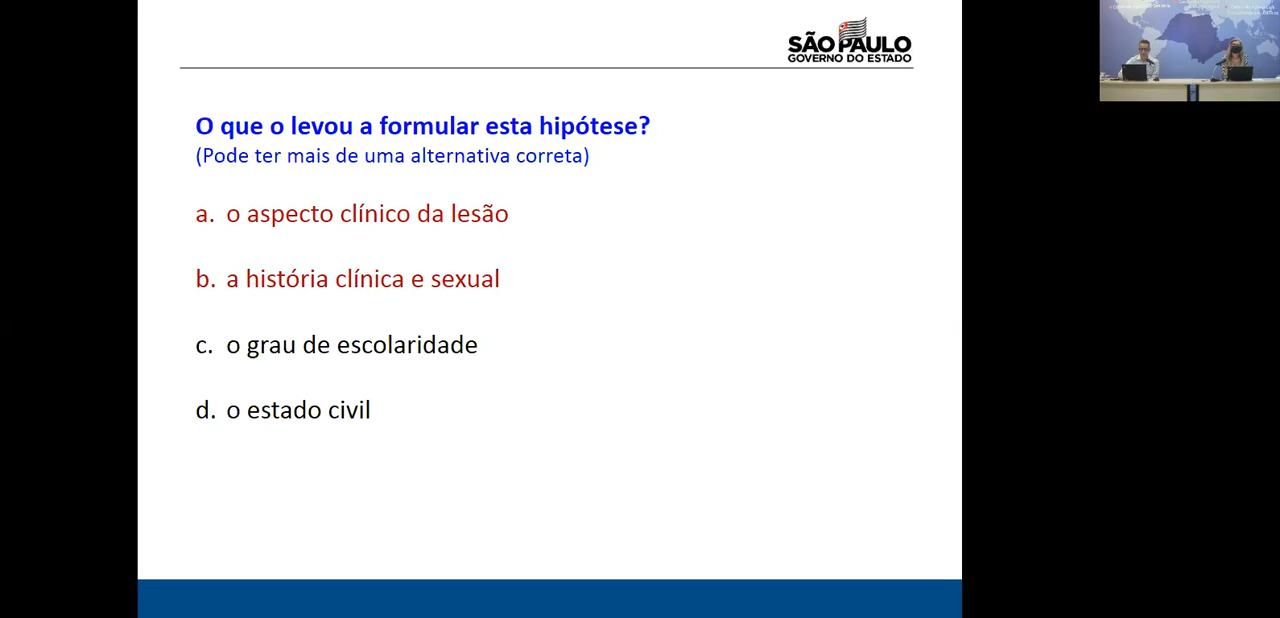 SÃO PAULO
GOVERNO DO ESTADO
O que o levou a formular esta hipótese?
(Pode ter mais de uma alternativa correta)
a. o aspecto clínico da lesão
b. a história clínica e sexual
c. o grau de escolaridade
d. o estado civil